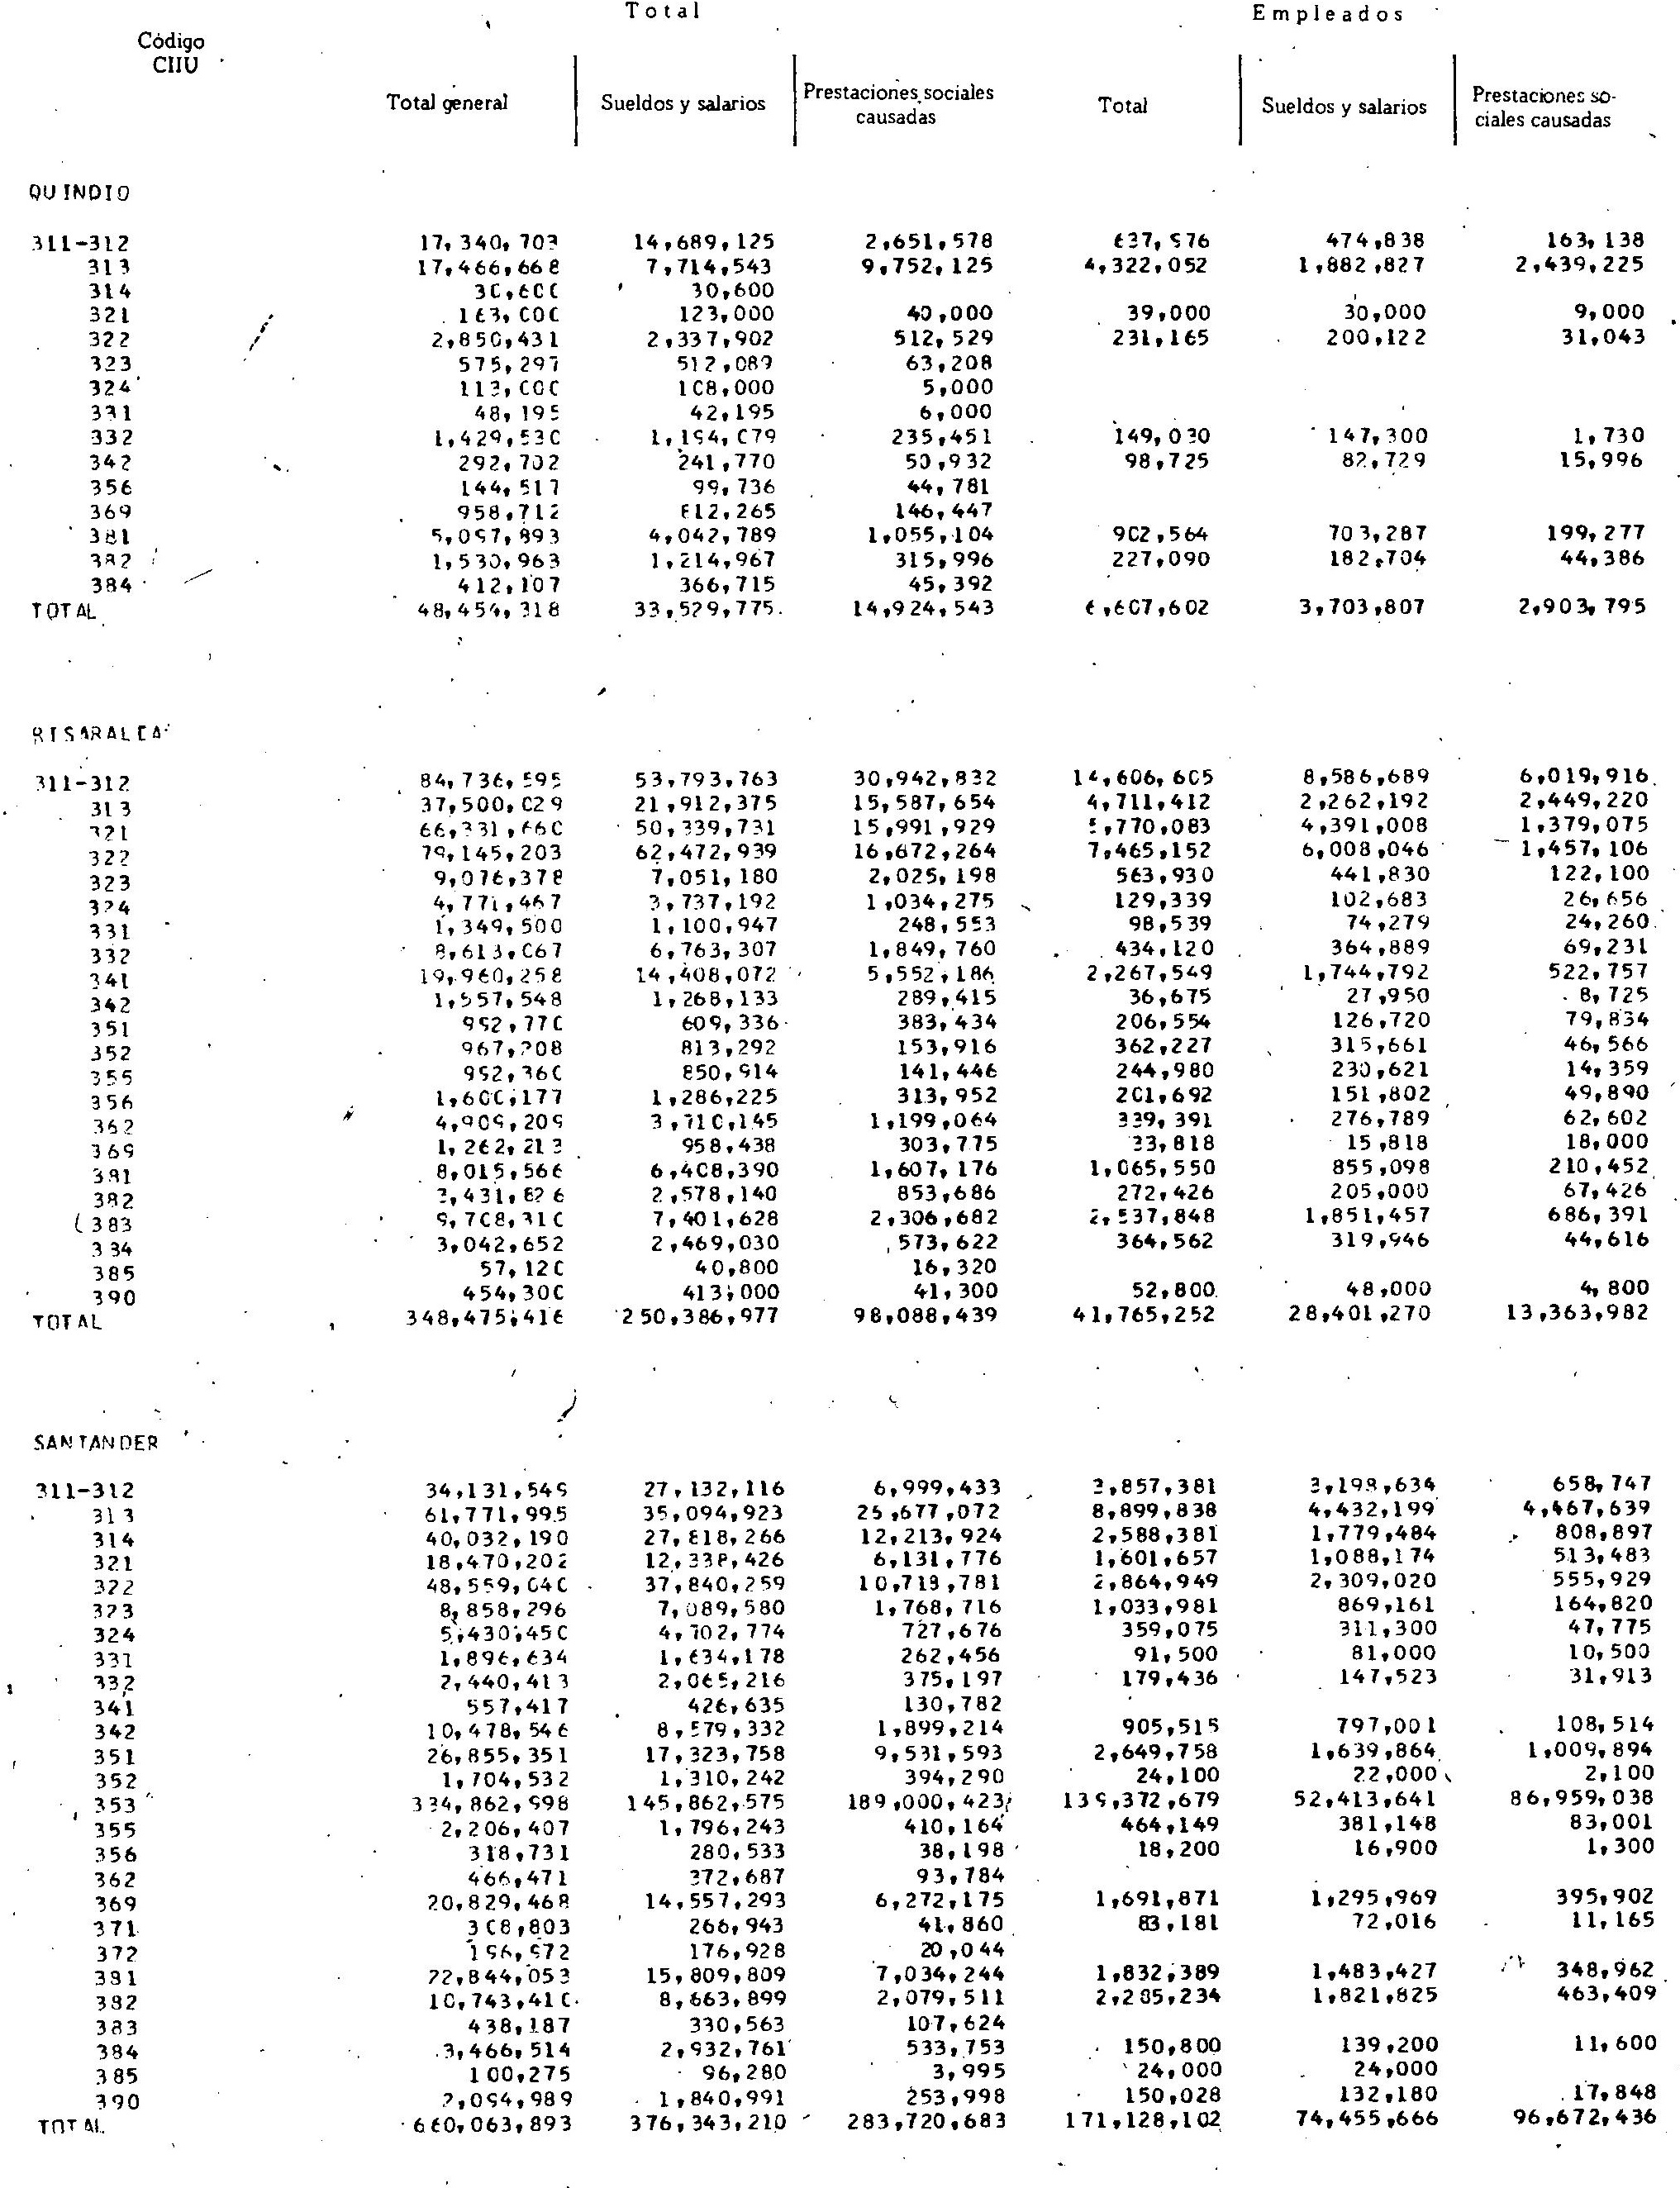 Total Empleados
Código
CIIU
Total general Sueldos y salarios Prestaciones sociales causadas Total Sueldos y salarios Prestaciones so-
ciales causadas
QUINDIO
311-312 17,340,703 14,689,125 2,651,578 637,976 474,838 163,138
313 17,466,668 7,714,543 9,752,125 4,322,052 1,882,827 2,439,225
314 30,600 30,600
321 163,000 123,000 40,000 39,000 30,000 9,000
322 2,850,431 2,337,902 512,529 231,165 200,122 31,043
323 575,297 512,089 63,208
324 113,000 108,000 5,000
331 48,195 42,195 6,000
332 1,429,530 1,194,079 235,451 149,030 147,300 1,730
342 292,702 241,770 50,932 98,725 82,729 15,996
356 144,517 99,736 44,781
369 958,712 812,265 146,447
381 5,097,893 4,042,789 1,055,104 902,564 703,287 199,277
382 1,530,963 1,214,967 315,996 227,090 182,704 44,386
384 412,107 366,715 45,392
TOTAL 48,454,318 33,529,775 14,924,543 6,607,602 3,703,807 2,903,795
RISARALDA
311-312 84,736,595 53,793,763 30,942,832 14,606,605 8,586,689 6,019,916
313 37,500,029 21,912,375 15,587,654 4,711,412 2,262,192 2,449,220
321 66,331,660 50,339,731 15,991,929 5,770,083 4,391,008 1,379,075
322 79,145,203 62,472,939 16,672,264 7,465,152 6,008,046 1,457,106
323 9,076,378 7,051,180 2,025,198 563,930 441,830 122,100
324 4,771,467 3,737,192 1,034,275 129,339 102,683 26,656
331 1,349,500 1,100,947 248,553 98,539 74,279 24,260
332 8,613,067 6,763,307 1,849,760 434,120 364,889 69,231
341 19,960,258 14,408,072 5,552,186 2,267,549 1,744,792 522,757
342 1,557,548 1,268,133 289,415 36,675 27,950 8,725
351 992,770 609,336 383,434 206,554 126,720 79,834
352 967,208 813,292 153,916 362,227 315,661 46,566
355 992,360 850,914 141,446 244,980 230,621 14,359
356 1,600,177 1,286,225 313,952 201,692 151,802 49,890
362 4,909,209 3,710,145 1,199,064 339,391 276,789 62,602
369 1,262,213 958,438 303,775 33,818 15,818 18,000
381 8,015,566 6,408,390 1,607,176 1,065,550 855,098 210,452
382 3,431,826 2,578,140 853,686 272,426 205,000 67,426
383 9,708,310 7,401,628 2,306,682 2,537,848 1,851,457 686,391
384 3,042,652 2,469,030 573,622 364,562 319,946 44,616
385 57,120 40,800 16,320
390 454,300 413,000 41,300 52,800 48,000 4,800
TOTAL 348,475,416 250,386,977 98,088,439 41,765,252 28,401,270 13,363,982
SANTANDER
311-312 34,131,549 27,132,116 6,999,433 3,857,381 3,198,634 658,747
313 61,771,995 35,094,923 26,677,072 8,899,838 4,432,199 4,467,639
314 40,032,190 27,818,266 12,213,924 2,588,381 1,779,484 808,897
321 18,470,202 12,338,426 6,131,776 1,601,657 1,088,174 513,483
322 48,559,040 37,840,259 10,718,781 2,864,949 2,309,020 555,929
323 8,858,296 7,089,580 1,768,716 1,033,981 869,161 164,820
324 5,430,450 4,702,774 727,676 359,075 311,300 47,775
331 1,896,634 1,634,178 262,456 91,500 81,000 10,500
332 2,440,413 2,065,216 375,197 179,436 147,523 31,913
341 557,417 426,635 130,782
342 10,478,546 8,579,332 1,899,214 905,515 797,001 108,514
351 26,855,351 17,323,758 9,531,593 2,649,758 1,639,864 1,009,894
352 1,704,532 1,310,242 394,290 24,100 22,000 2,100
353 334,862,998 145,862,575 189,000,423 139,372,679 52,413,641 86,959,038
355 2,206,407 1,796,243 410,164 464,149 381,148 83,001
356 318,731 280,533 38,198 18,200 16,900 1,300
362 466,471 372,687 93,784
369 20,829,468 14,557,293 6,272,175 1,691,871 1,295,969 395,902
371 308,803 266,943 41,860 83,181 72,016 11,165
372 196,972 176,928 20,044
381 22,844,053 15,809,809 7,034,244 1,832,389 1,483,427 348,962
382 10,743,410 8,663,899 2,079,511 2,285,234 1,821,825 463,409
383 438,187 330,563 107,624
384 3,466,514 2,932,761 533,753 150,800 139,200 11,600
385 100,275 96,280 3,995 24,000 24,000
390 2,094,989 1,840,991 253,998 150,028 132,180 17,848
TOTAL 660,063,893 376,343,210 283,720,683 171,128,102 74,455,666 96,672,436